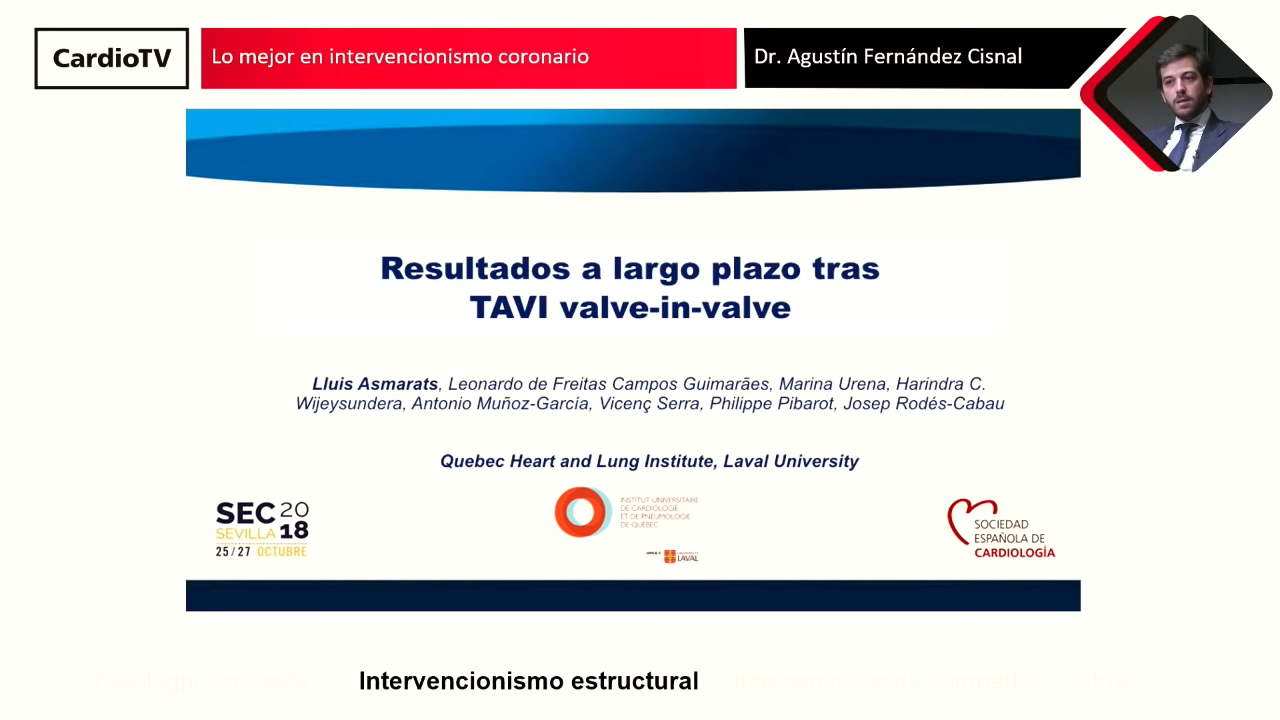 CardioTV
Lo mejor en intervencionismo coronario
Dr. Agustín Fernández Cisnal
Resultados a largo plazo tras
TAVI valve-in-valve
Lluis Asmarats, Leonardo de Freitas Campos Guimarães, Marina Urena, Harindra C.
Wijeysundera, Antonio Muñoz-García, Vicenç Serra, Philippe Pibarot, Josep Rodés-Cabau
Quebec Heart and Lung Institute, Laval University
SEC 20
SEVILLA 18
25/27 OCTUBRE
INSTITUT UNIVERSITAIRE
DE CARDIOLOGIE
ET DE PNEUMOLOGIE
DE QUÉBEC
LAVAL
SOCIEDAD
ESPAÑOLA DE
CARDIOLOGÍA
Intervencionismo estructural